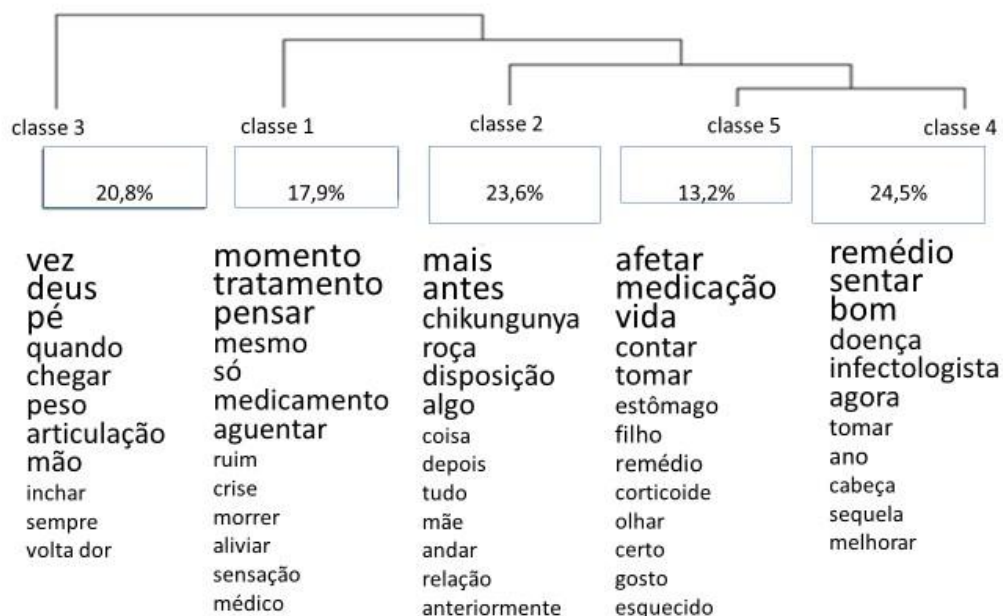 classe 3
classe 1
classe 2
classe 5
classe 4
20,8%
17,9%
23,6%
13,2%
24,5%
vez
deus
pé
quando
chegar
peso
articulação
mão
inchar
sempre
volta dor
momento
tratamento
pensar
mesmo
só
medicamento
aguentar
ruim
crise
morrer
aliviar
sensação
médico
mais
antes
chikungunya
roça
disposição
algo
coisa
depois
tudo
mãe
andar
relação
anteriormente
afetar
medicação
vida
contar
tomar
estômago
filho
remédio
corticoide
olhar
certo
gosto
esquecido
remédio
sentar
bom
doença
infectologista
agora
tomar
ano
cabeça
sequela
melhorar